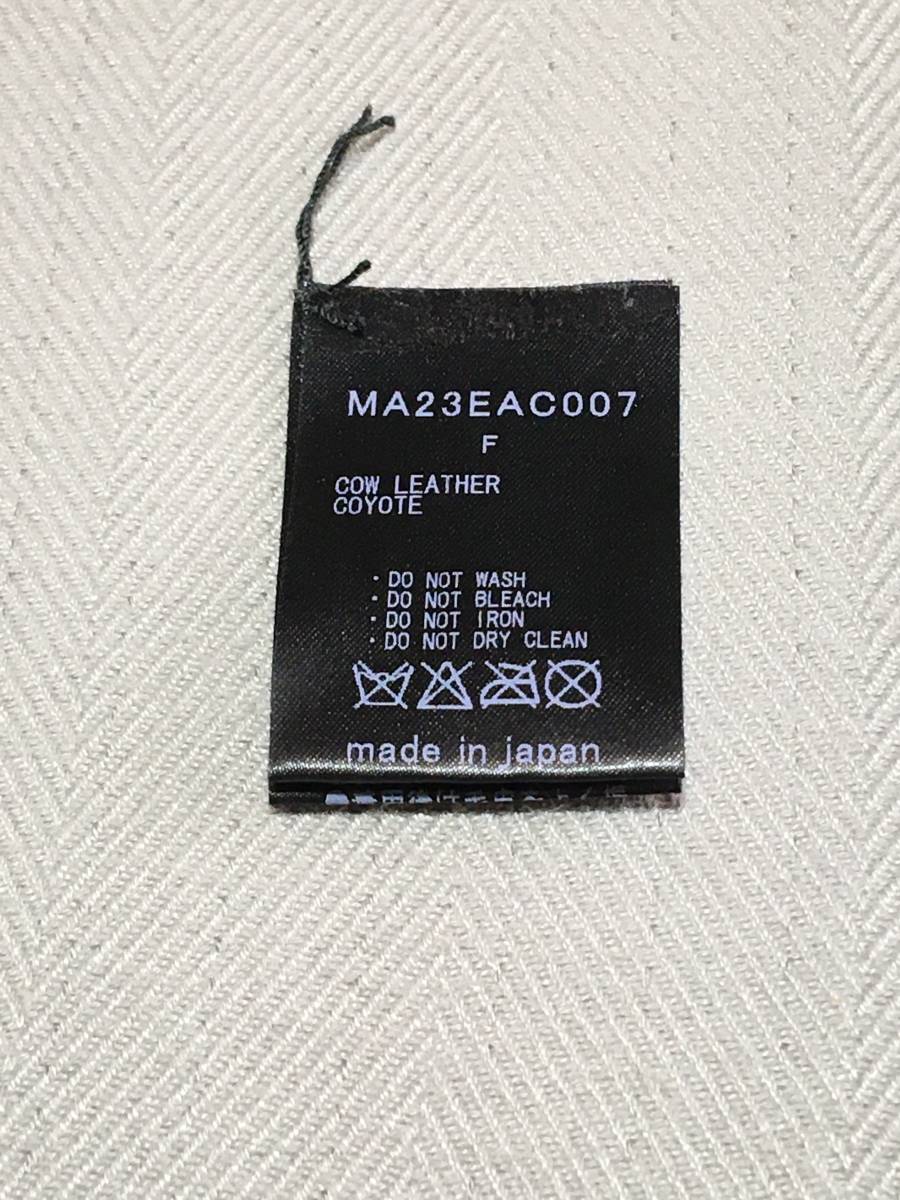 MA23EAC007
F
COW LEATHER
COYOTE
・DO NOT WASH
・DO NOT BLEACH
・DO NOT IRON
・DO NOT DRY CLEAN
made in japan